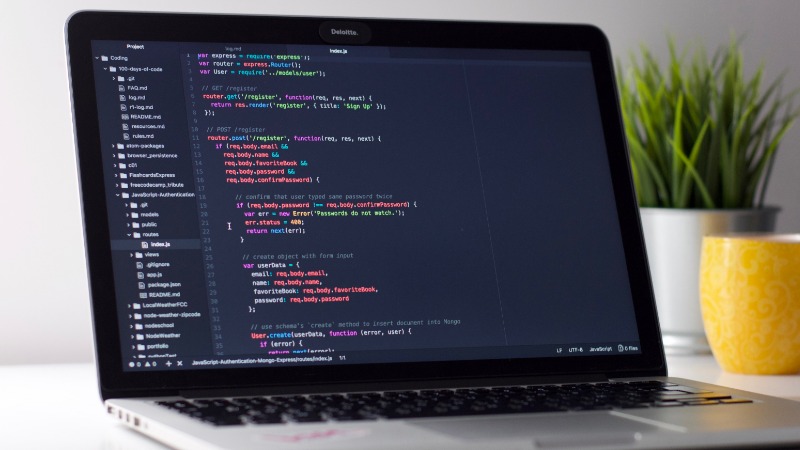 Deloitte.
Project
Coding
100-days-of-code
.git
FAQ.md
log.md
r1-log.md
README.md
resources.md
rules.md
atom-packages
browser_persistence
c01
FlashcardsExpress
freecodecamp_tribute
JavaScript-Authentication
.git
models
public
routes
index.js
views
.gitignore
app.js
package.json
README.md
LocalWeatherFCC
node-weather-zipcode
nodeschool
NodeWeather
portfolio
pythonTest
log.md
index.js
var express = require('express');
var router = express.Router();
var User = require('../models/user');
// GET /register
router.get('/register', function(req, res, next) {
return res.render('register', { title: 'Sign Up' });
});
// POST /register
router.post('/register', function(req, res, next) {
if (req.body.email &&
req.body.name &&
req.body.favoriteBook &&
req.body.password &&
req.body.confirmPassword) {
// confirm that user typed same password twice
if (req.body.password !== req.body.confirmPassword) {
var err = new Error('Passwords do not match.');
err.status = 400;
return next(err);
}
// create object with form input
var userData = {
email: req.body.email,
name: req.body.name,
favoriteBook: req.body.favoriteBook,
password: req.body.password
};
// use schema's `create` method to insert document into Mongo
User.create(userData, function (error, user) {
if (error) {
return next(error);
0 0 JavaScript-Authentication-Mongo-Express/routes/index.js 1:1
LF UTF-8 JavaScript 0 files